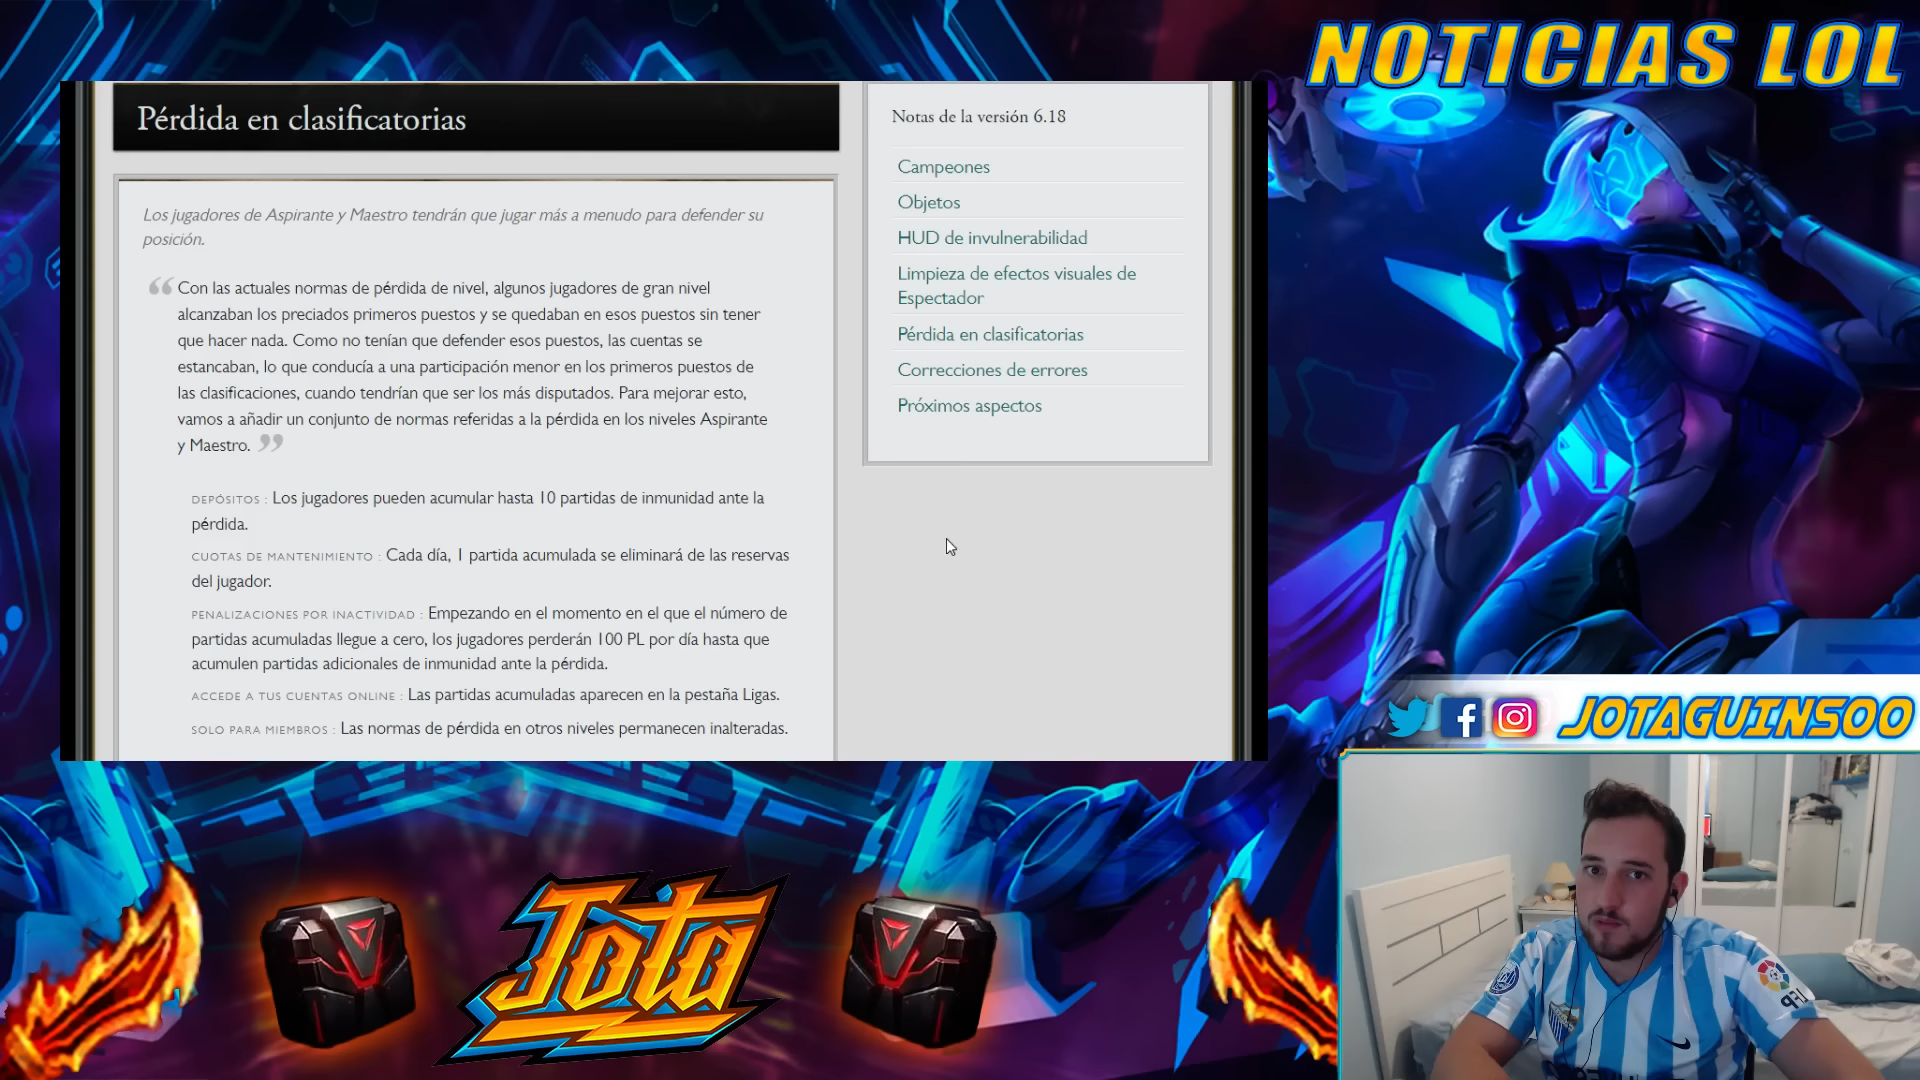 NOTICIAS LOL
Pérdida en clasificatorias
Los jugadores de Aspirante y Maestro tendrán que jugar más a menudo para defender su
posición.
“ Con las actuales normas de pérdida de nivel, algunos jugadores de gran nivel
alcanzaban los preciados primeros puestos y se quedaban en esos puestos sin tener
que hacer nada. Como no tenían que defender esos puestos, las cuentas se
estancaban, lo que conducía a una participación menor en los primeros puestos de
las clasificaciones, cuando tendrían que ser los más disputados. Para mejorar esto,
vamos a añadir un conjunto de normas referidas a la pérdida en los niveles Aspirante
y Maestro. ”
DEPÓSITOS : Los jugadores pueden acumular hasta 10 partidas de inmunidad ante la
pérdida.
CUOTAS DE MANTENIMIENTO : Cada día, 1 partida acumulada se eliminará de las reservas
del jugador.
PENALIZACIONES POR INACTIVIDAD : Empezando en el momento en el que el número de
partidas acumuladas llegue a cero, los jugadores perderán 100 PL por día hasta que
acumulen partidas adicionales de inmunidad ante la pérdida.
ACCEDE A TUS CUENTAS ONLINE : Las partidas acumuladas aparecen en la pestaña Ligas.
SOLO PARA MIEMBROS : Las normas de pérdida en otros niveles permanecen inalteradas.
Notas de la versión 6.18
Campeones
Objetos
HUD de invulnerabilidad
Limpieza de efectos visuales de
Espectador
Pérdida en clasificatorias
Correcciones de errores
Próximos aspectos
JOTAGUINSOO
Jota
LFP